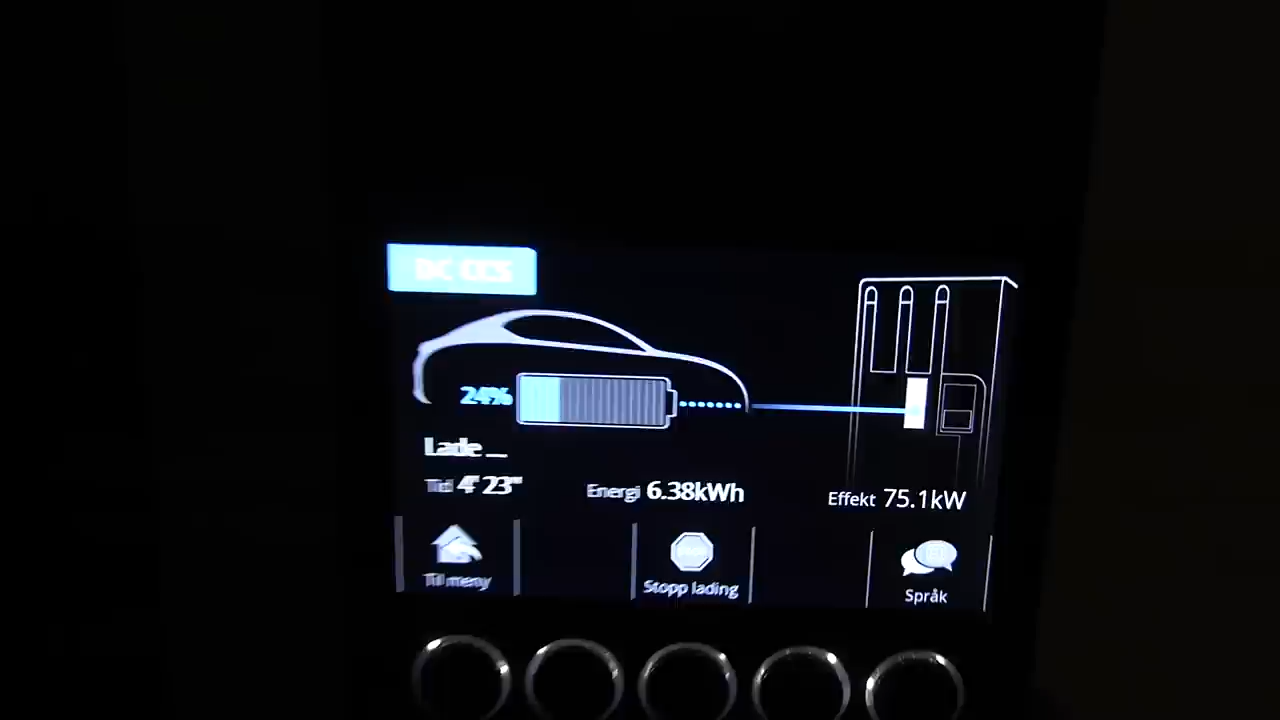 DC CCS
24%
Lade ...
Tid 4' 23"
Energi 6.38kWh
Effekt 75.1kW
Til meny
Stopp lading
Språk